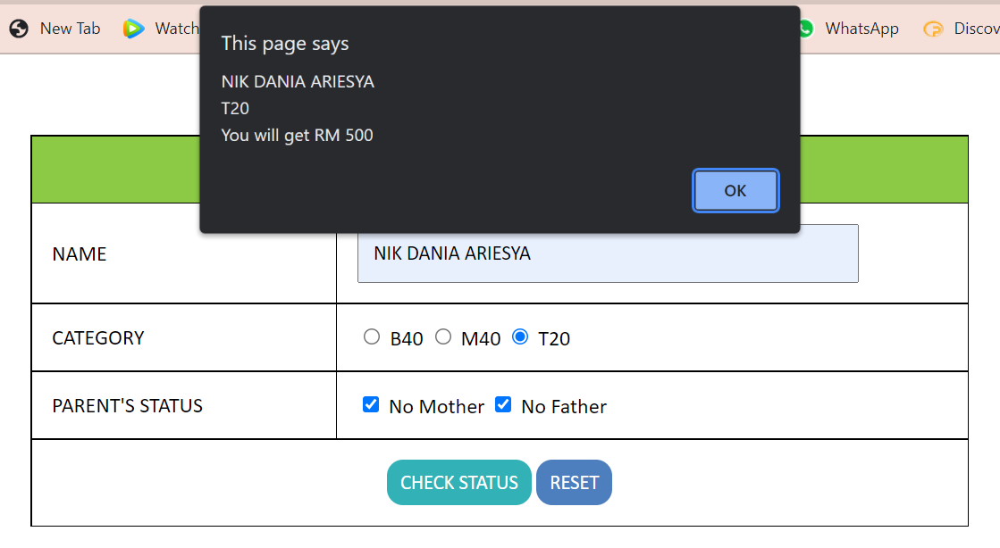 New Tab
Watch
WhatsApp
Discov
This page says
NIK DANIA ARIESYA
T20
You will get RM 500
OK
NAME
NIK DANIA ARIESYA
CATEGORY
B40 M40 T20
PARENT'S STATUS
No Mother No Father
CHECK STATUS RESET